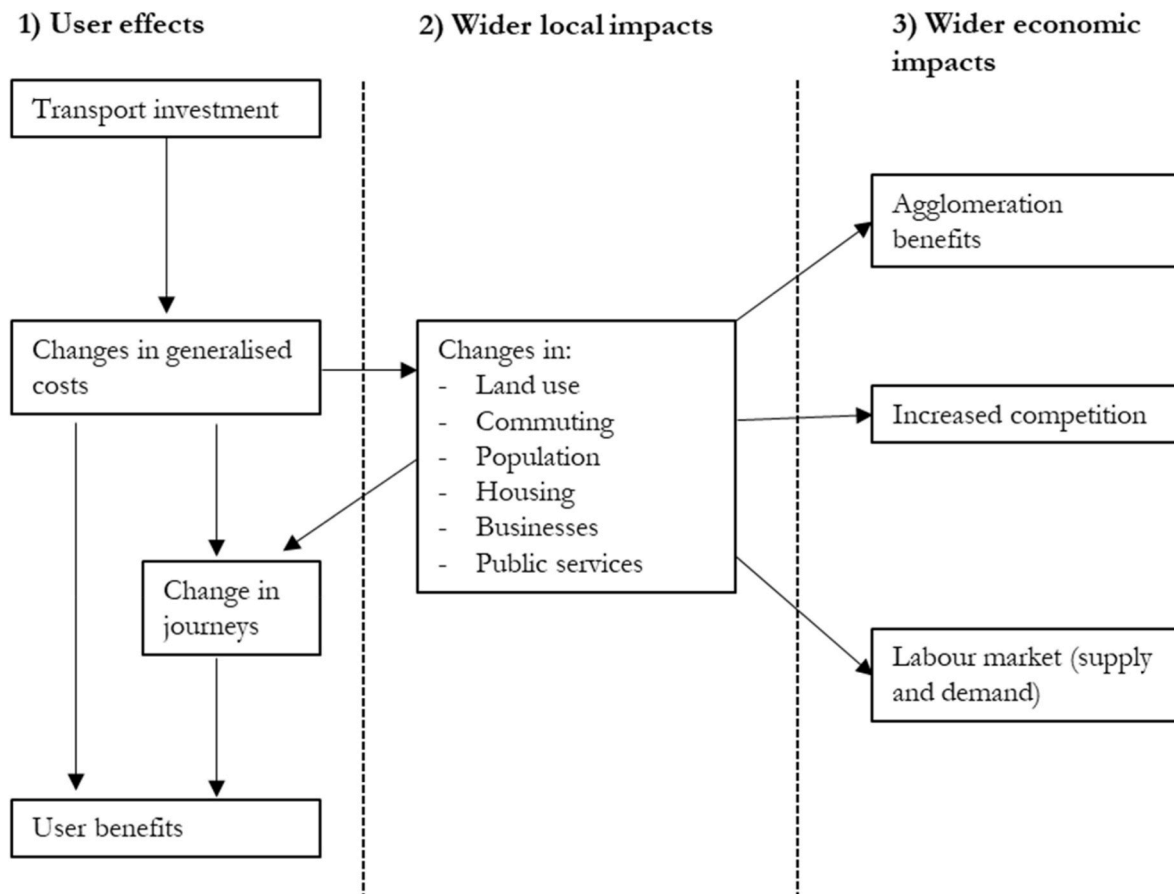 1) User effects
Transport investment
Changes in generalised
costs
Change in
journeys
User benefits
2) Wider local impacts
Changes in:
- Land use
- Commuting
- Population
- Housing
- Businesses
- Public services
3) Wider economic
impacts
Agglomeration
benefits
Increased competition
Labour market (supply
and demand)